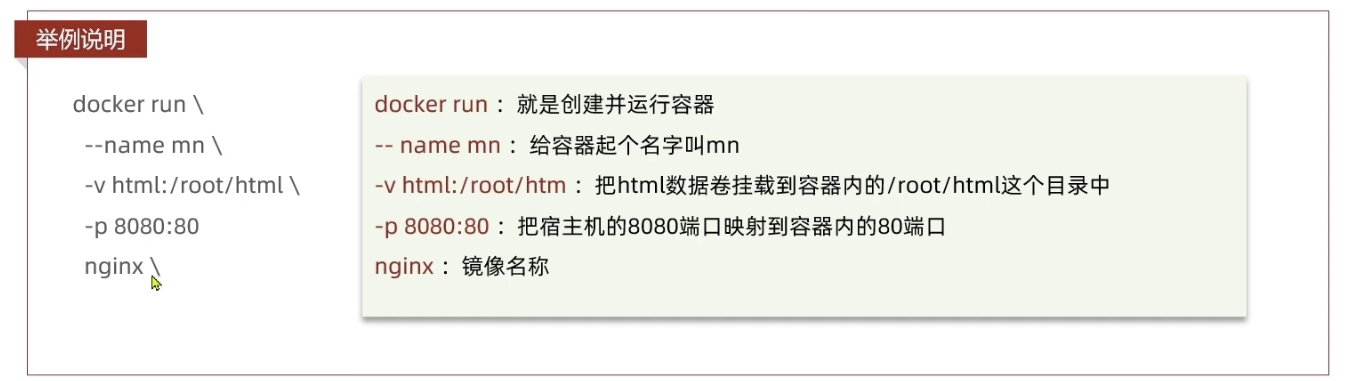 举例说明
docker run \
--name mn \
-v html:/root/html \
-p 8080:80
nginx \
docker run ： 就是创建并运行容器
-- name mn ： 给容器起个名字叫mn
-v html:/root/htm ： 把html数据卷挂载到容器内的/root/html这个目录中
-p 8080:80 ： 把宿主机的8080端口映射到容器内的80端口
nginx ： 镜像名称